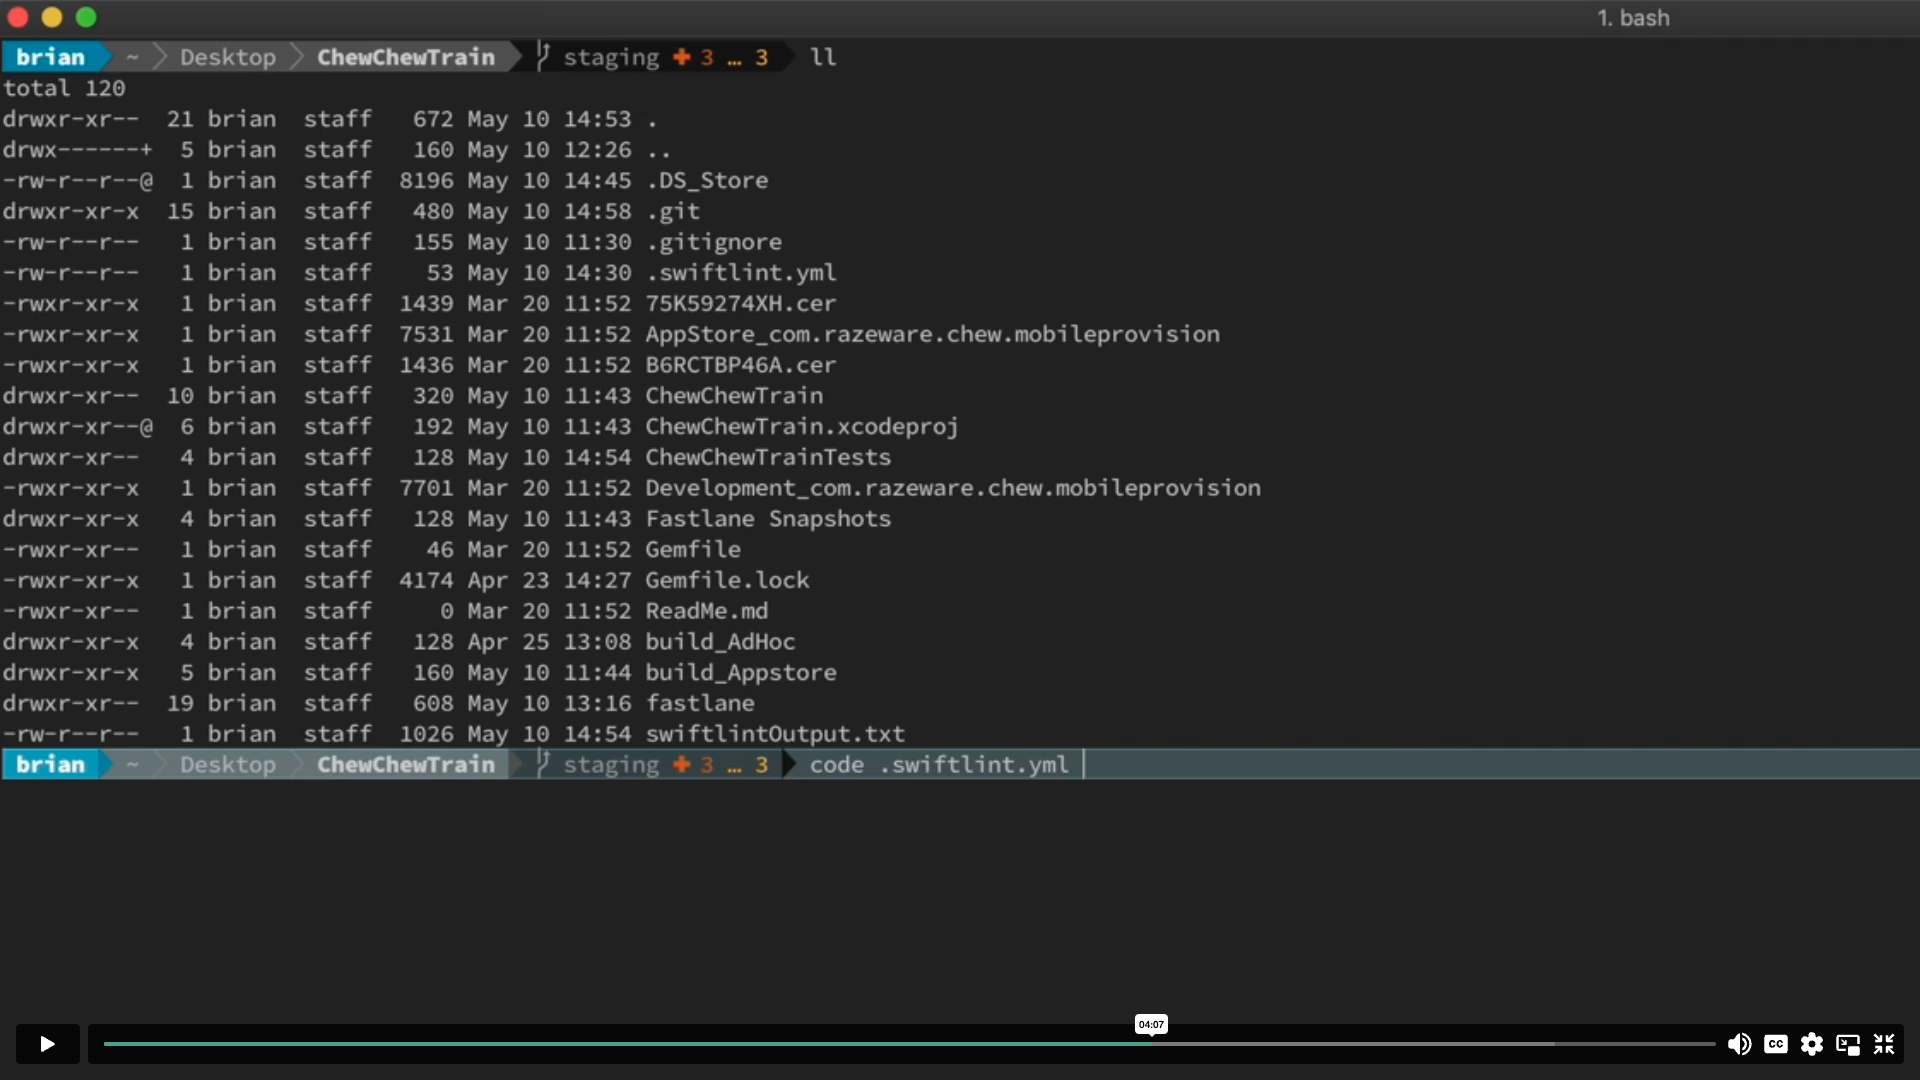 1. bash
brian ~ Desktop ChewChewTrain staging + 3 … 3 ll
total 120
drwxr-xr-- 21 brian staff 672 May 10 14:53 .
drwx------+ 5 brian staff 160 May 10 12:26 ..
-rw-r--r--@ 1 brian staff 8196 May 10 14:45 .DS_Store
drwxr-xr-x 15 brian staff 480 May 10 14:58 .git
-rw-r--r-- 1 brian staff 155 May 10 11:30 .gitignore
-rw-r--r-- 1 brian staff 53 May 10 14:30 .swiftlint.yml
-rwxr-xr-x 1 brian staff 1439 Mar 20 11:52 75K59274XH.cer
-rwxr-xr-x 1 brian staff 7531 Mar 20 11:52 AppStore_com.razeware.chew.mobileprovision
-rwxr-xr-x 1 brian staff 1436 Mar 20 11:52 B6RCTBP46A.cer
drwxr-xr-- 10 brian staff 320 May 10 11:43 ChewChewTrain
drwxr-xr--@ 6 brian staff 192 May 10 11:43 ChewChewTrain.xcodeproj
drwxr-xr-- 4 brian staff 128 May 10 14:54 ChewChewTrainTests
-rwxr-xr-x 1 brian staff 7701 Mar 20 11:52 Development_com.razeware.chew.mobileprovision
drwxr-xr-x 4 brian staff 128 May 10 11:43 Fastlane Snapshots
-rwxr-xr-- 1 brian staff 46 Mar 20 11:52 Gemfile
-rwxr-xr-x 1 brian staff 4174 Apr 23 14:27 Gemfile.lock
-rwxr-xr-- 1 brian staff 0 Mar 20 11:52 ReadMe.md
drwxr-xr-x 4 brian staff 128 Apr 25 13:08 build_AdHoc
drwxr-xr-x 5 brian staff 160 May 10 11:44 build_Appstore
drwxr-xr-- 19 brian staff 608 May 10 13:16 fastlane
-rw-r--r-- 1 brian staff 1026 May 10 14:54 swiftlintOutput.txt
brian ~ Desktop ChewChewTrain staging + 3 … 3 code .swiftlint.yml
04:07
CC